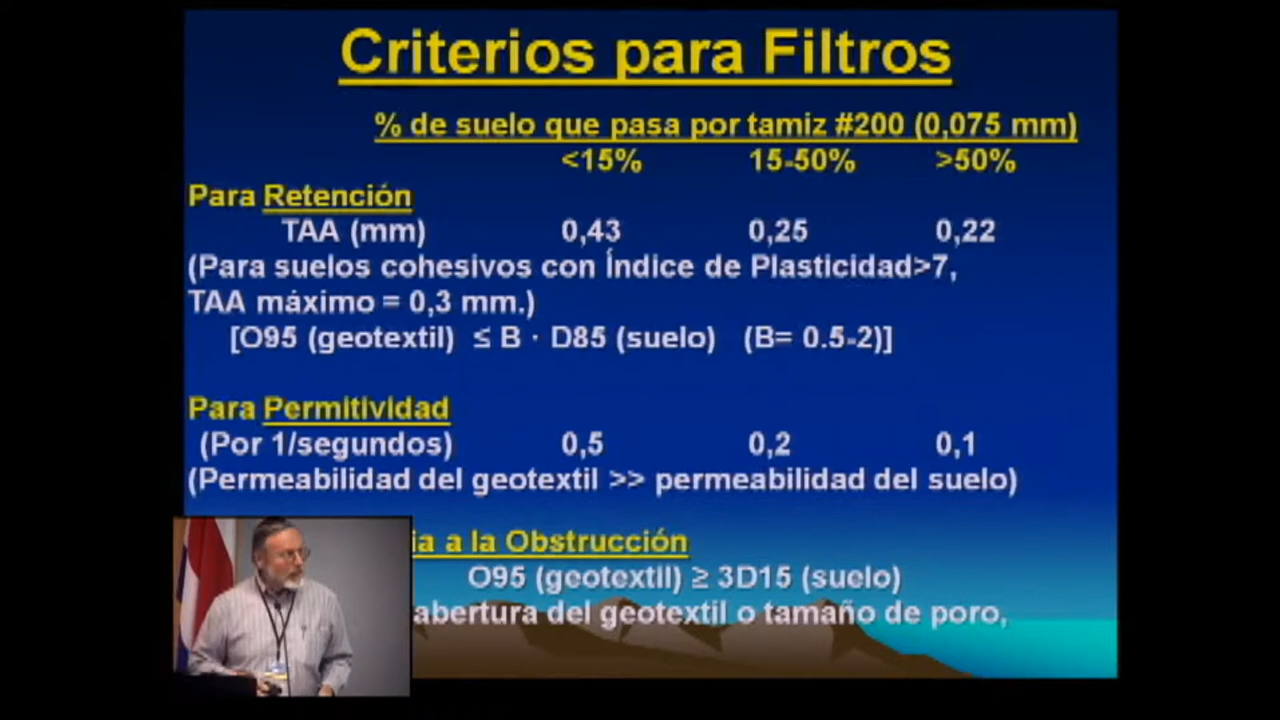 Criterios para Filtros
% de suelo que pasa por tamiz #200 (0,075 mm)
<15% 15-50% >50%
Para Retención
TAA (mm) 0,43 0,25 0,22
(Para suelos cohesivos con Índice de Plasticidad>7,
TAA máximo = 0,3 mm.)
[O95 (geotextil) ≤ B · D85 (suelo) (B= 0.5-2)]
Para Permitividad
(Por 1/segundos) 0,5 0,2 0,1
(Permeabilidad del geotextil >> permeabilidad del suelo)
ia a la Obstrucción
O95 (geotextil) ≥ 3D15 (suelo)
abertura del geotextil o tamaño de poro,